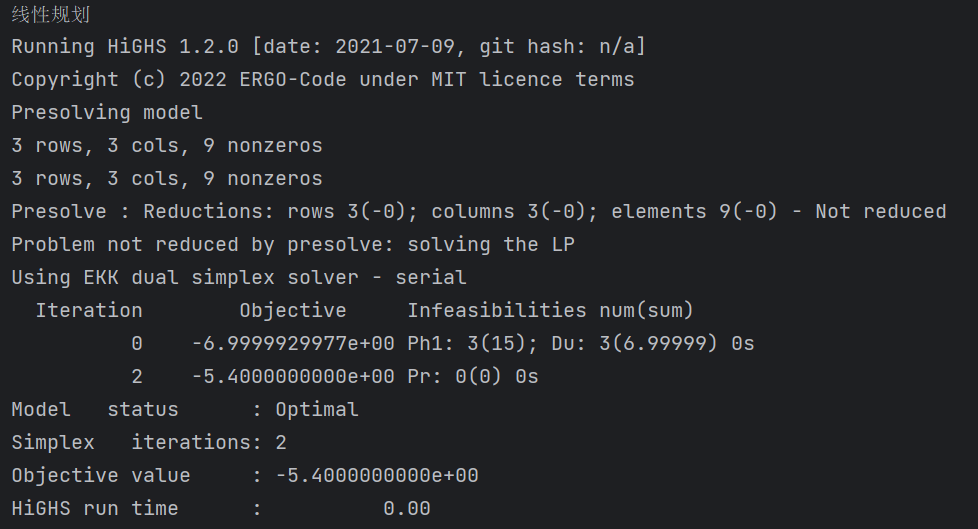 线性规划
Running HiGHS 1.2.0 [date: 2021-07-09, git hash: n/a]
Copyright (c) 2022 ERGO-Code under MIT licence terms
Presolving model
3 rows, 3 cols, 9 nonzeros
3 rows, 3 cols, 9 nonzeros
Presolve : Reductions: rows 3(-0); columns 3(-0); elements 9(-0) - Not reduced
Problem not reduced by presolve: solving the LP
Using EKK dual simplex solver - serial
  Iteration        Objective     Infeasibilities num(sum)
          0    -6.9999929977e+00 Ph1: 3(15); Du: 3(6.99999) 0s
          2    -5.4000000000e+00 Pr: 0(0) 0s
Model   status      : Optimal
Simplex   iterations: 2
Objective value     : -5.4000000000e+00
HiGHS run time      :          0.00